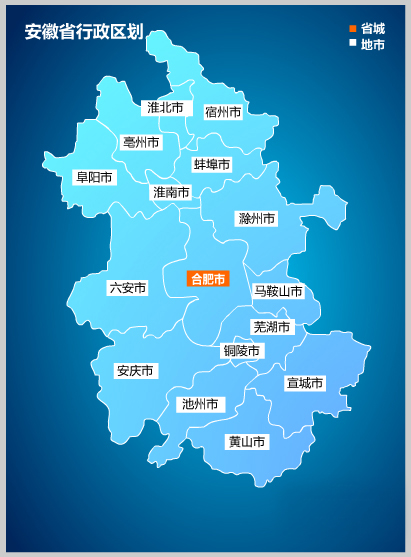 安徽省行政区划
省城
地市
淮北市
宿州市
亳州市
蚌埠市
阜阳市
淮南市
滁州市
合肥市
六安市
马鞍山市
芜湖市
铜陵市
安庆市
宣城市
池州市
黄山市